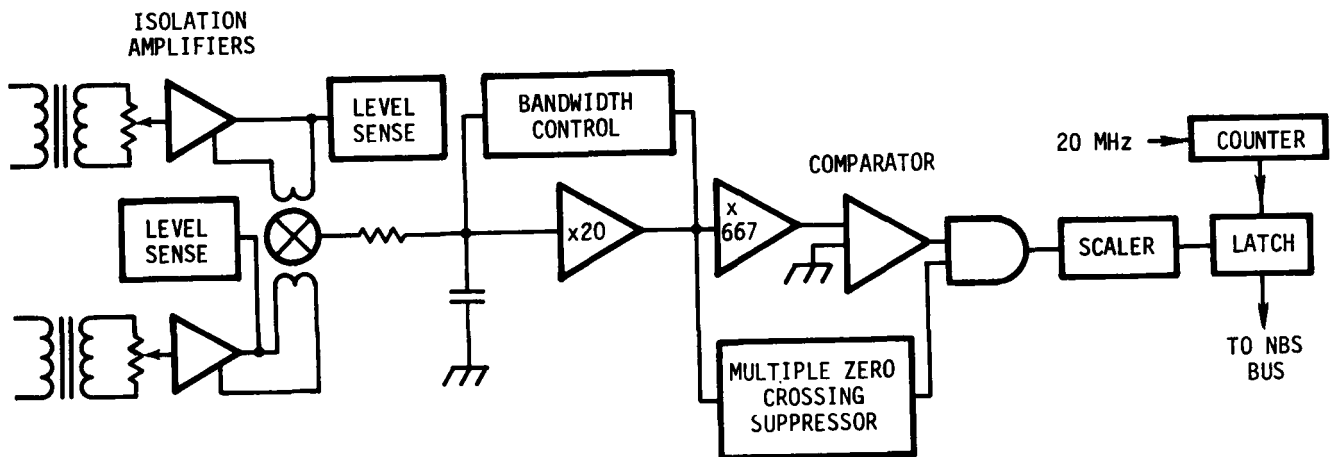 ISOLATION
AMPLIFIERS
LEVEL
SENSE
BANDWIDTH
CONTROL
20 MHz
COUNTER
COMPARATOR
LEVEL
SENSE
x20
x
667
SCALER
LATCH
MULTIPLE ZERO
CROSSING
SUPPRESSOR
TO NBS
BUS